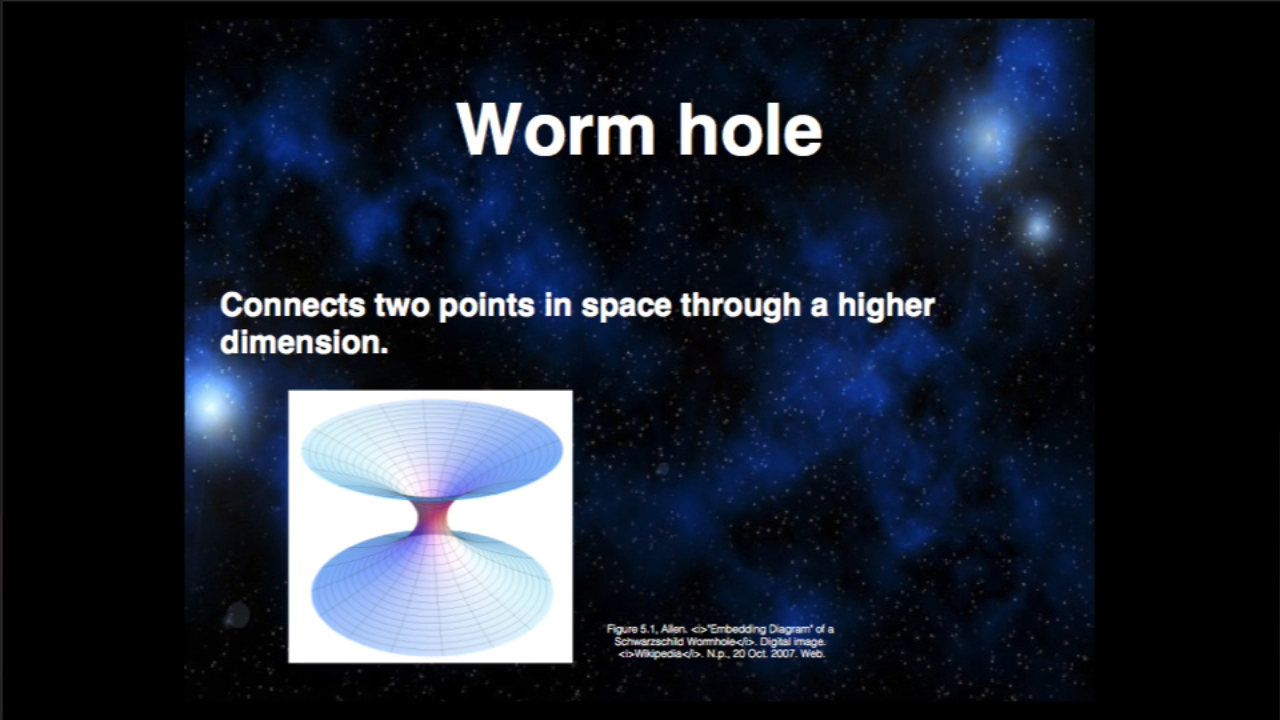 Worm hole
Connects two points in space through a higher
dimension.
Figure 5.1, Allen. <i>"Embedding Diagram" of a
Schwarzschild Wormhole</i>. Digital image.
<i>Wikipedia</i>. N.p., 20 Oct. 2007. Web.